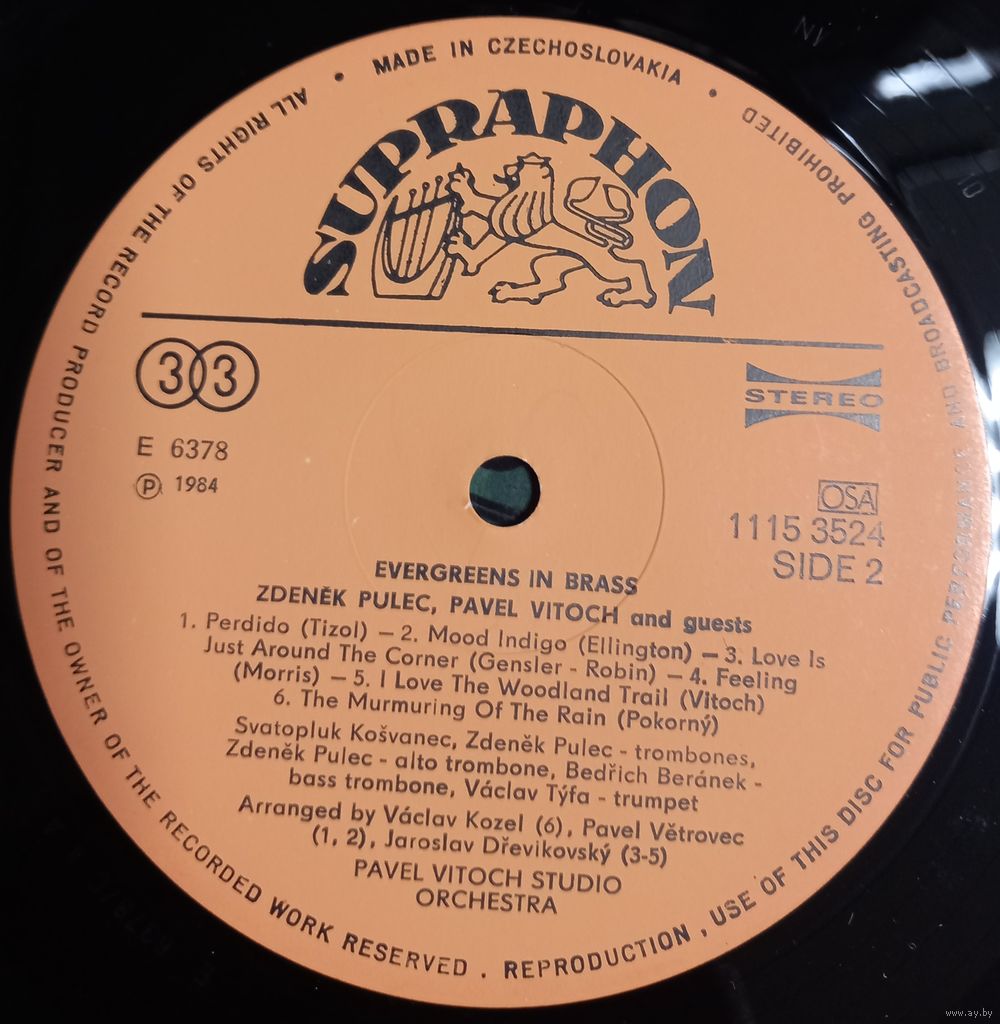 MADE IN CZECHOSLOVAKIA • ALL RIGHTS OF THE RECORD PRODUCER AND OF THE OWNER OF THE RECORDED WORK RESERVED . REPRODUCTION , USE OF THIS DISC FOR PUBLIC PERFORMANCE AND BROADCASTING PROHIBITED •
SUPRAPHON
33
STEREO
E 6378
Ⓟ 1984
OSA
1115 3524
SIDE 2
EVERGREENS IN BRASS
ZDENĚK PULEC, PAVEL VITOCH and guests
1. Perdido (Tizol) – 2. Mood Indigo (Ellington) – 3. Love Is
Just Around The Corner (Gensler - Robin) – 4. Feeling
(Morris) – 5. I Love The Woodland Trail (Vitoch)
6. The Murmuring Of The Rain (Pokorný)
Svatopluk Košvanec, Zdeněk Pulec - trombones,
Zdeněk Pulec - alto trombone, Bedřich Beránek -
bass trombone, Václav Týfa - trumpet
Arranged by Václav Kozel (6), Pavel Větrovec
(1, 2), Jaroslav Dřevikovský (3-5)
PAVEL VITOCH STUDIO
ORCHESTRA
www.ay.by